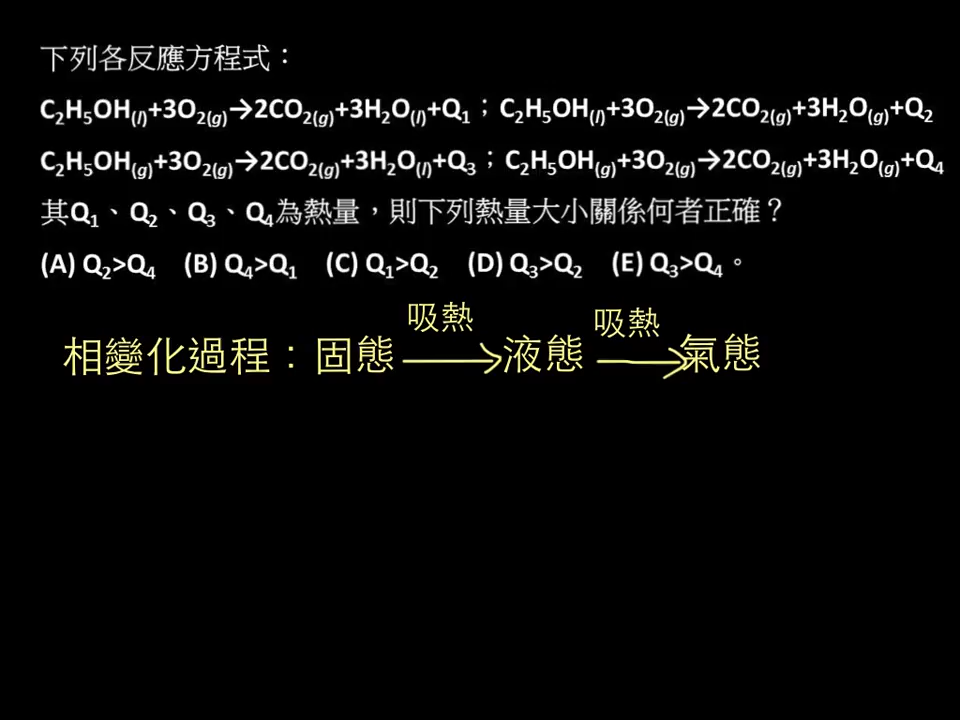 下列各反應方程式：
C₂H₅OH₍l₎+3O₂₍g₎→2CO₂₍g₎+3H₂O₍l₎+Q₁；C₂H₅OH₍l₎+3O₂₍g₎→2CO₂₍g₎+3H₂O₍g₎+Q₂
C₂H₅OH₍g₎+3O₂₍g₎→2CO₂₍g₎+3H₂O₍l₎+Q₃；C₂H₅OH₍g₎+3O₂₍g₎→2CO₂₍g₎+3H₂O₍g₎+Q₄
其Q₁、Q₂、Q₃、Q₄為熱量，則下列熱量大小關係何者正確？
(A) Q₂>Q₄ (B) Q₄>Q₁ (C) Q₁>Q₂ (D) Q₃>Q₂ (E) Q₃>Q₄。
吸熱 吸熱
相變化過程：固態→液態→氣態